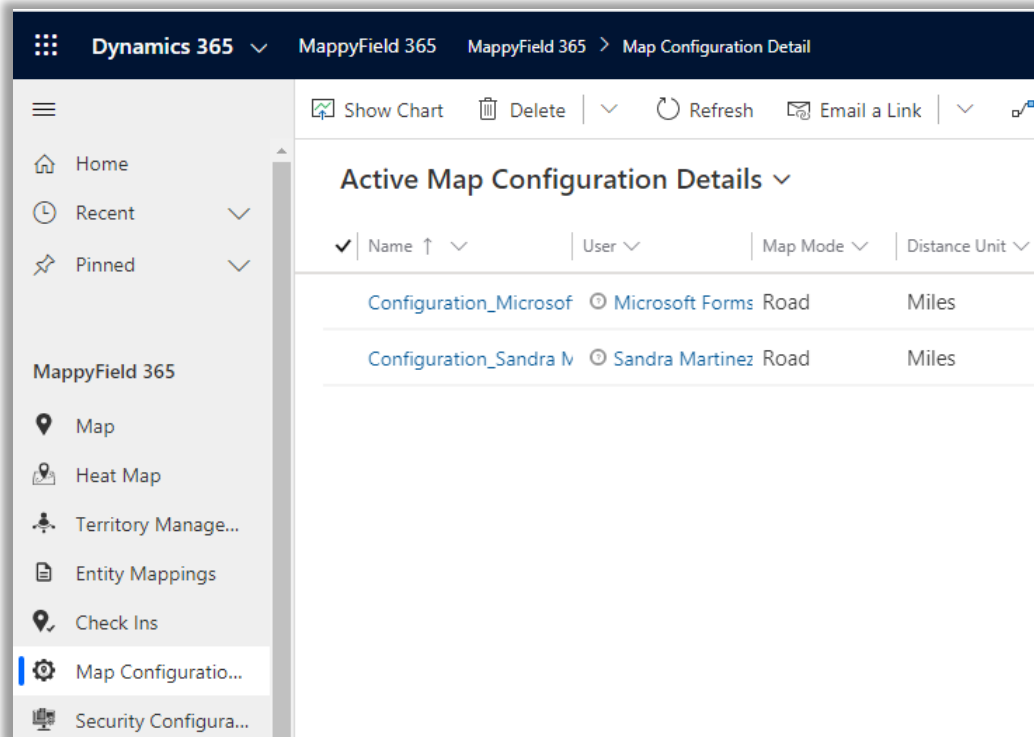 Dynamics 365 MappyField 365 MappyField 365 > Map Configuration Detail
Show Chart Delete Refresh Email a Link
Home
Recent
Pinned
Active Map Configuration Details
Name ↑ User Map Mode Distance Unit
Configuration_Microsof Microsoft Forms Road Miles
Configuration_Sandra M Sandra Martinez Road Miles
MappyField 365
Map
Heat Map
Territory Manage...
Entity Mappings
Check Ins
Map Configuratio...
Security Configura...